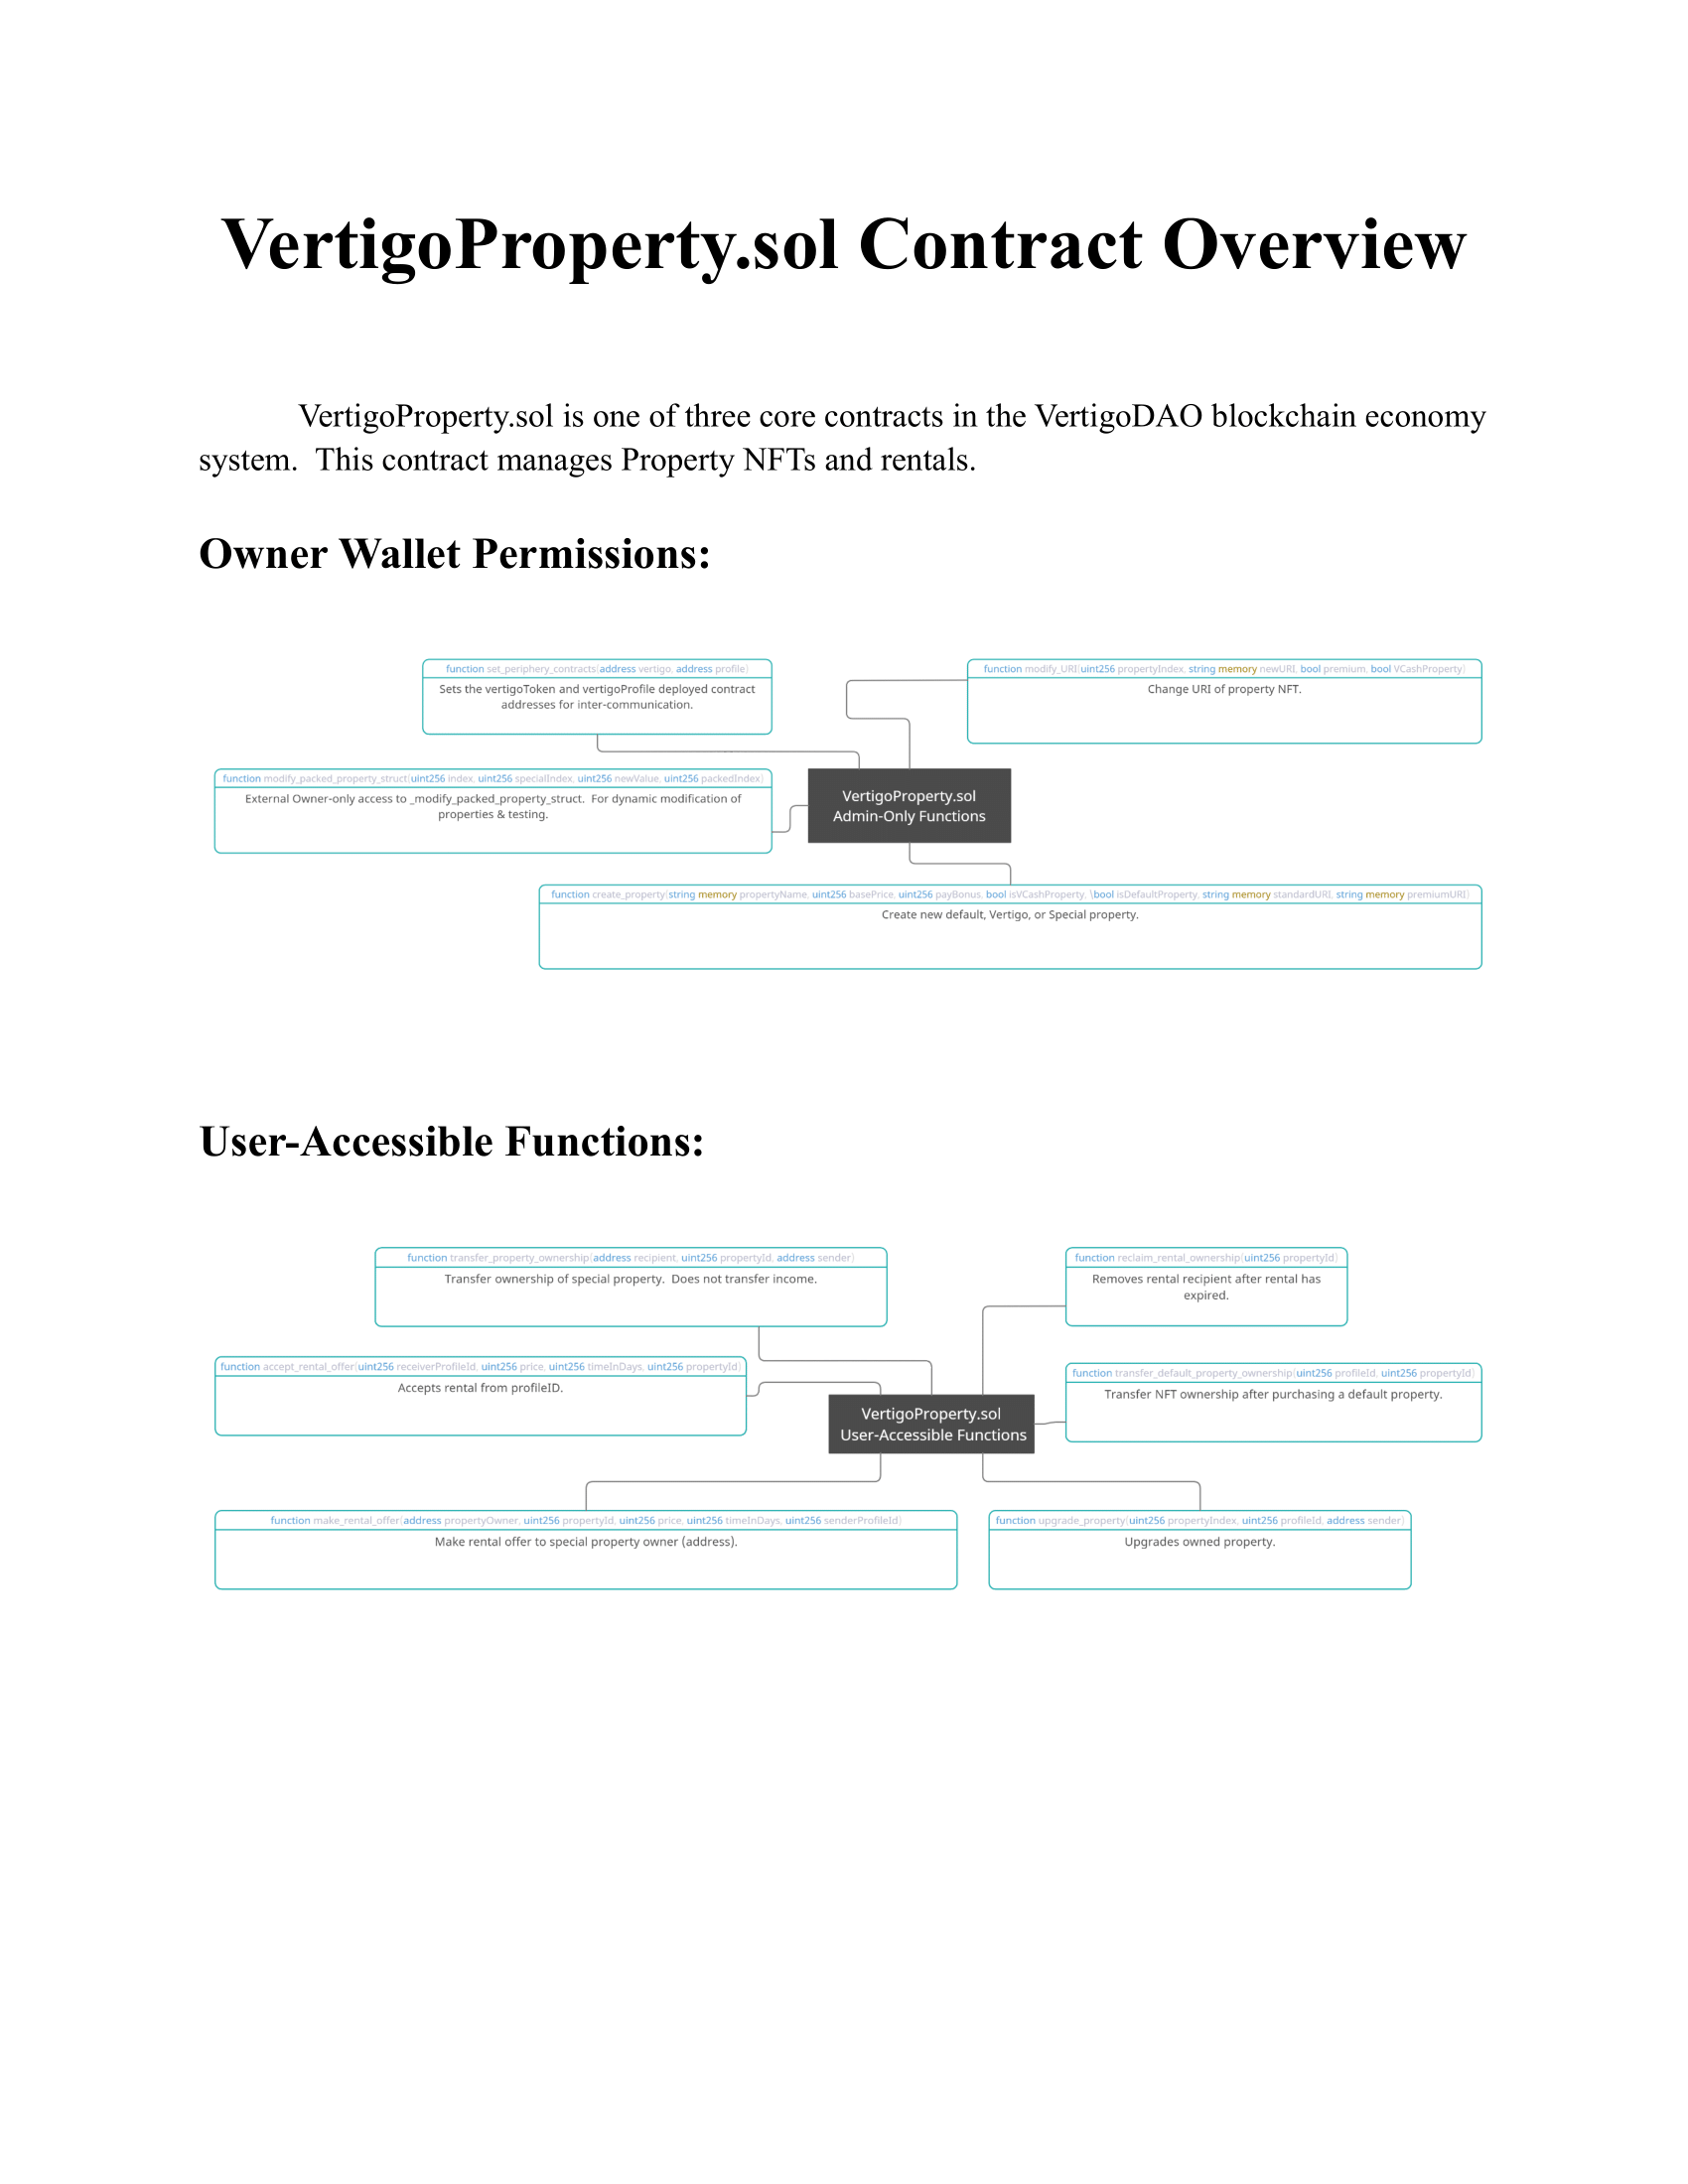 VertigoProperty.sol Contract Overview
VertigoProperty.sol is one of three core contracts in the VertigoDAO blockchain economy
system.  This contract manages Property NFTs and rentals.
Owner Wallet Permissions:
function set_periphery_contracts(address vertigo, address profile)
Sets the vertigoToken and vertigoProfile deployed contract
addresses for inter-communication.
function modify_URI(uint256 propertyIndex, string memory newURI, bool premium, bool VCashProperty)
Change URI of property NFT.
function modify_packed_property_struct(uint256 index, uint256 specialIndex, uint256 newValue, uint256 packedIndex)
External Owner-only access to _modify_packed_property_struct.  For dynamic modification of
properties & testing.
VertigoProperty.sol
Admin-Only Functions
function create_property(string memory propertyName, uint256 basePrice, uint256 payBonus, bool isVCashProperty, \bool isDefaultProperty, string memory standardURI, string memory premiumURI)
Create new default, Vertigo, or Special property.
User-Accessible Functions:
function transfer_property_ownership(address recipient, uint256 propertyId, address sender)
Transfer ownership of special property.  Does not transfer income.
function reclaim_rental_ownership(uint256 propertyId)
Removes rental recipient after rental has
expired.
function accept_rental_offer(uint256 receiverProfileId, uint256 price, uint256 timeInDays, uint256 propertyId)
Accepts rental from profileID.
function transfer_default_property_ownership(uint256 profileId, uint256 propertyId)
Transfer NFT ownership after purchasing a default property.
VertigoProperty.sol
User-Accessible Functions
function make_rental_offer(address propertyOwner, uint256 propertyId, uint256 price, uint256 timeInDays, uint256 senderProfileId)
Make rental offer to special property owner (address).
function upgrade_property(uint256 propertyIndex, uint256 profileId, address sender)
Upgrades owned property.